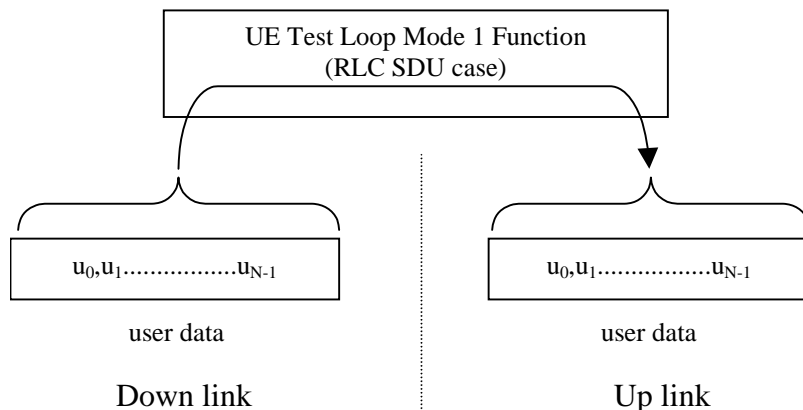 UE Test Loop Mode 1 Function
(RLC SDU case)
u0,u1..................uN-1
u0,u1..................uN-1
user data
user data
Down link
Up link